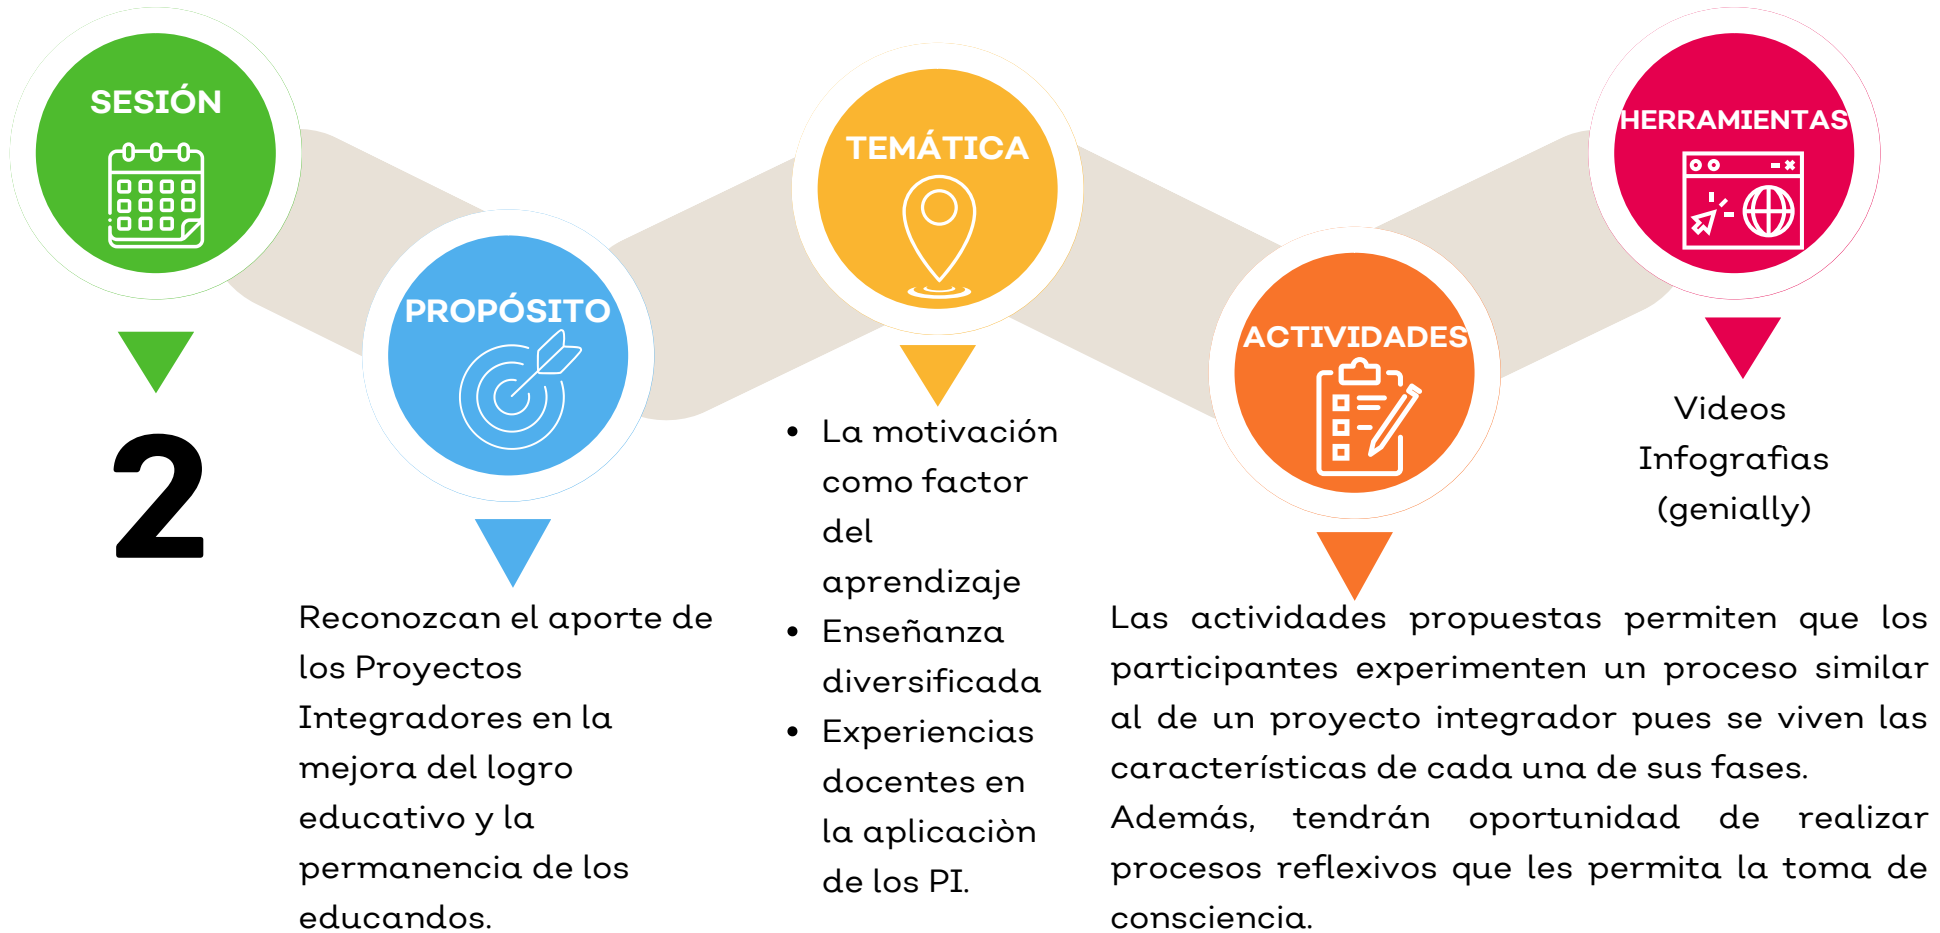 SESIÓN
2
PROPÓSITO
Reconozcan el aporte de
los Proyectos
Integradores en la
mejora del logro
educativo y la
permanencia de los
educandos.
TEMÁTICA
• La motivación
como factor
del
aprendizaje
• Enseñanza
diversificada
• Experiencias
docentes en
la aplicaciòn
de los PI.
ACTIVIDADES
Las actividades propuestas permiten que los
participantes experimenten un proceso similar
al de un proyecto integrador pues se viven las
características de cada una de sus fases.
Además, tendrán oportunidad de realizar
procesos reflexivos que les permita la toma de
consciencia.
HERRAMIENTAS
Videos
Infografias
(genially)